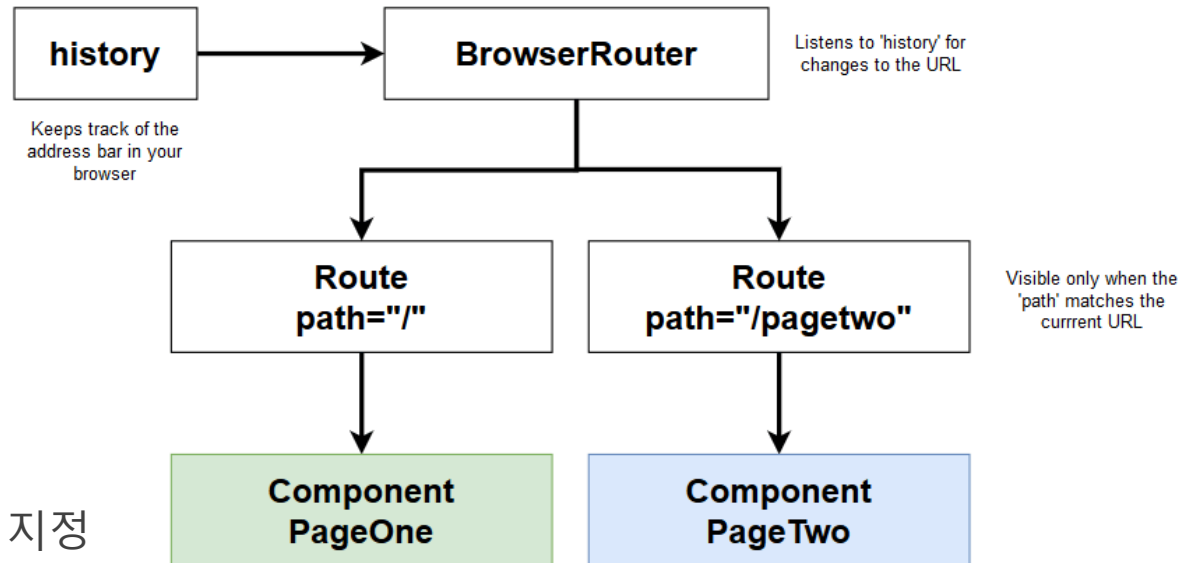 history
BrowserRouter
Listens to 'history' for
changes to the URL
Keeps track of the
address bar in your
browser
Route
path="/"
Route
path="/pagetwo"
Visible only when the
'path' matches the
currrent URL
Component
PageOne
Component
PageTwo
지정